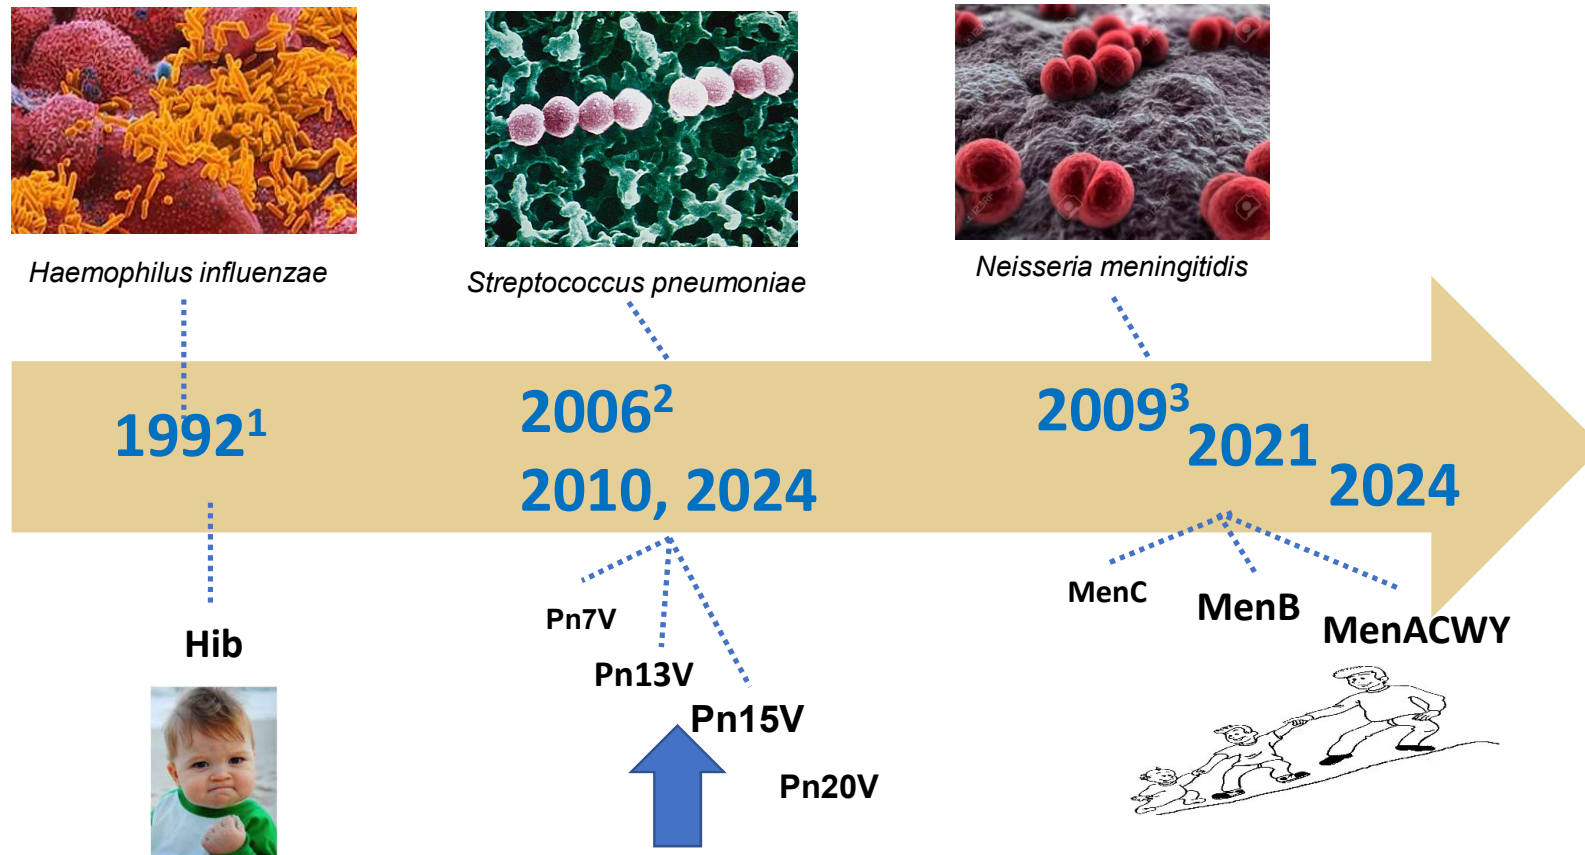 Haemophilus influenzae
Streptococcus pneumoniae
Neisseria meningitidis
1992¹
2006²
2010, 2024
2009³
2021
2024
Hib
Pn7V
Pn13V
Pn15V
Pn20V
MenC
MenB
MenACWY